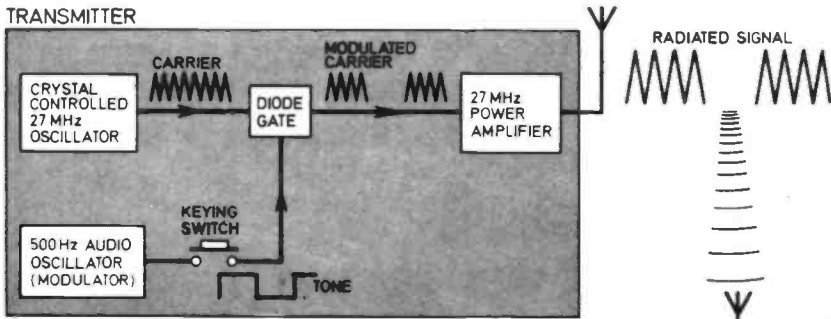 TRANSMITTER
CARRIER
MODULATED
CARRIER
RADIATED SIGNAL
CRYSTAL
CONTROLLED
27 MHz
OSCILLATOR
DIODE
GATE
27 MHz
POWER
AMPLIFIER
KEYING
SWITCH
500 Hz AUDIO
OSCILLATOR
(MODULATOR)
TONE